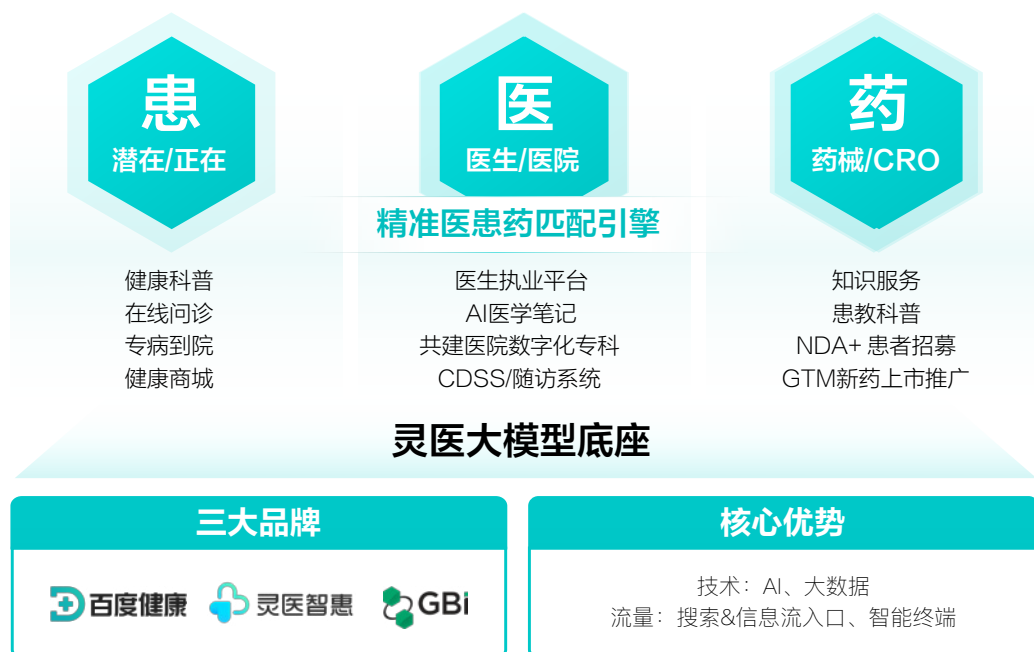 患
潜在/正在
医
医生/医院
药
药械/CRO
精准医患药匹配引擎
健康科普
在线问诊
专病到院
健康商城
医生执业平台
AI医学笔记
共建医院数字化专科
CDSS/随访系统
知识服务
患教科普
NDA+ 患者招募
GTM新药上市推广
灵医大模型底座
三大品牌
百度健康 灵医智惠 GBi
核心优势
技术：AI、大数据
流量：搜索&信息流入口、智能终端